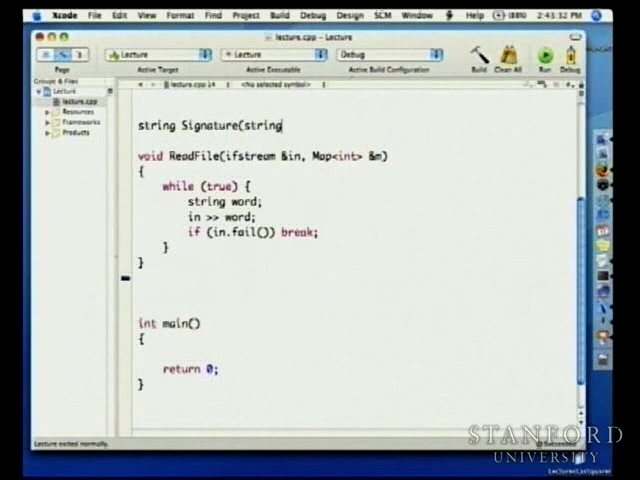 Xcode File Edit View Format Find Project Build Debug Design SCM Window Help (88%) 2:43:32 PM
lecture.cpp - Lecture
Lecture Lecture Debug
Page Active Target Active Executable Active Build Configuration Build Clean All Run Debug
Groups & Files
lecture.cpp:14 <No selected symbol>
Lecture
lecture.cpp
Resources
Frameworks
Products
string Signature(string
void ReadFile(ifstream &in, Map<int> &m)
{
while (true) {
string word;
in >> word;
if (in.fail()) break;
}
}
int main()
{
return 0;
}
Lecture exited normally.
Succeeded
STANFORD
UNIVERSITY